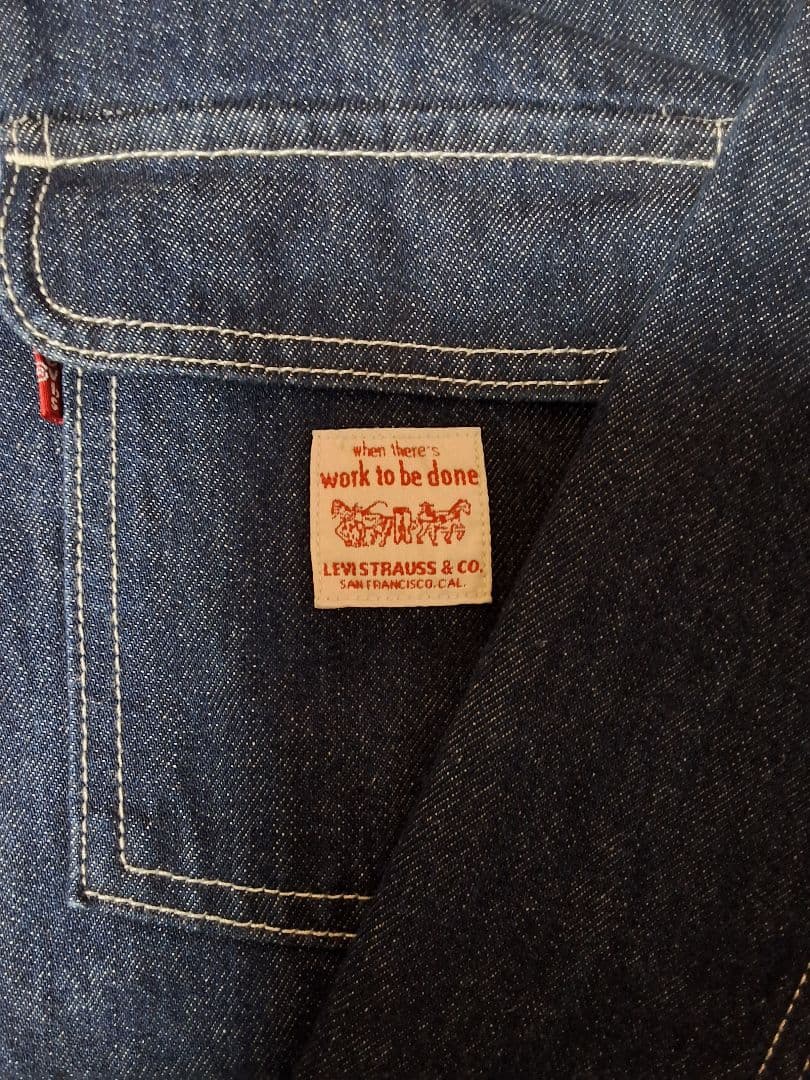 when there's
work to be done
LEVI STRAUSS & CO.
SAN FRANCISCO. CAL.